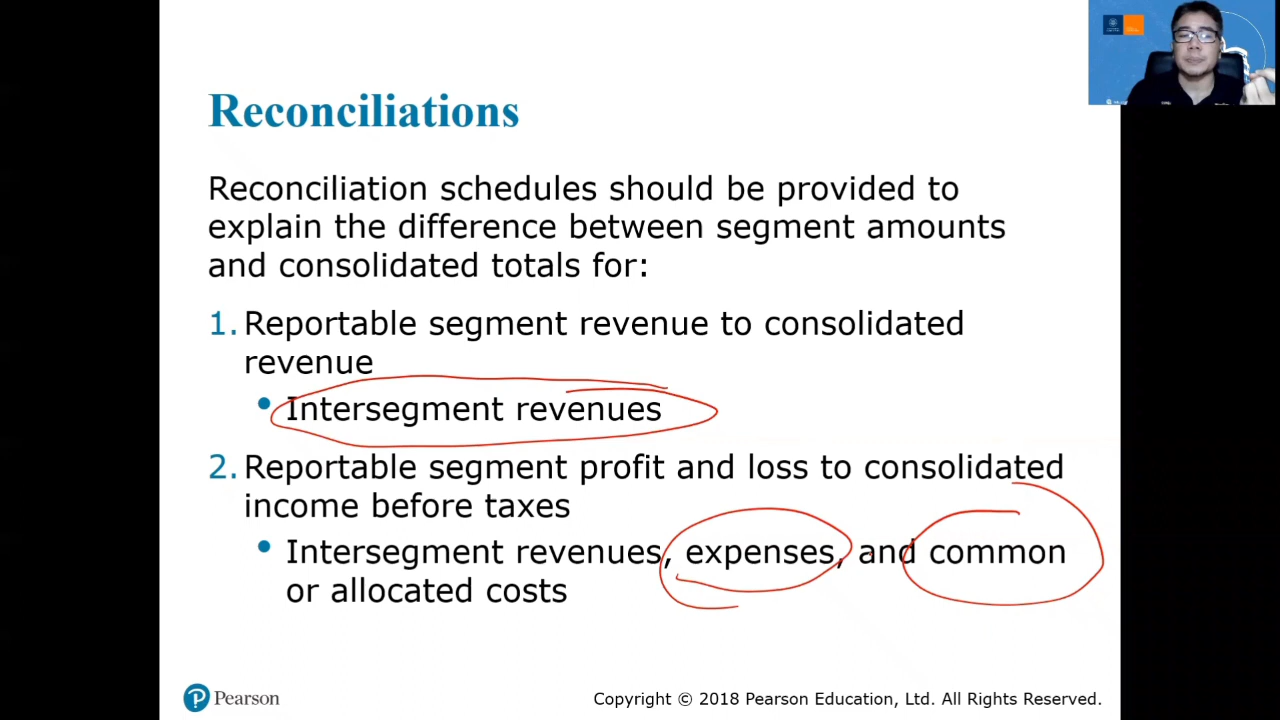 Reconciliations
Reconciliation schedules should be provided to
explain the difference between segment amounts
and consolidated totals for:
1. Reportable segment revenue to consolidated
revenue
• Intersegment revenues
2. Reportable segment profit and loss to consolidated
income before taxes
• Intersegment revenues, expenses, and common
or allocated costs
Pearson
Copyright © 2018 Pearson Education, Ltd. All Rights Reserved.